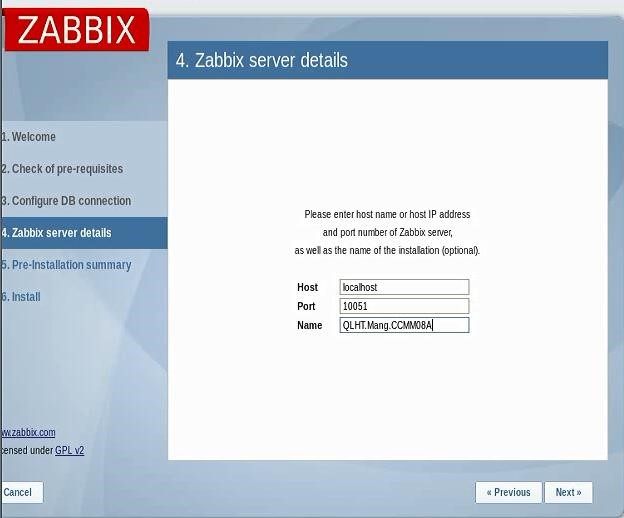 ZABBIX
4. Zabbix server details
1. Welcome
2. Check of pre-requisites
3. Configure DB connection
4. Zabbix server details
5. Pre-Installation summary
6. Install
Please enter host name or host IP address
and port number of Zabbix server,
as well as the name of the installation (optional).
Host localhost
Port 10051
Name QLHT.Mang.CCMM08A
ww.zabbix.com
censed under GPL v2
Cancel
« Previous
Next »